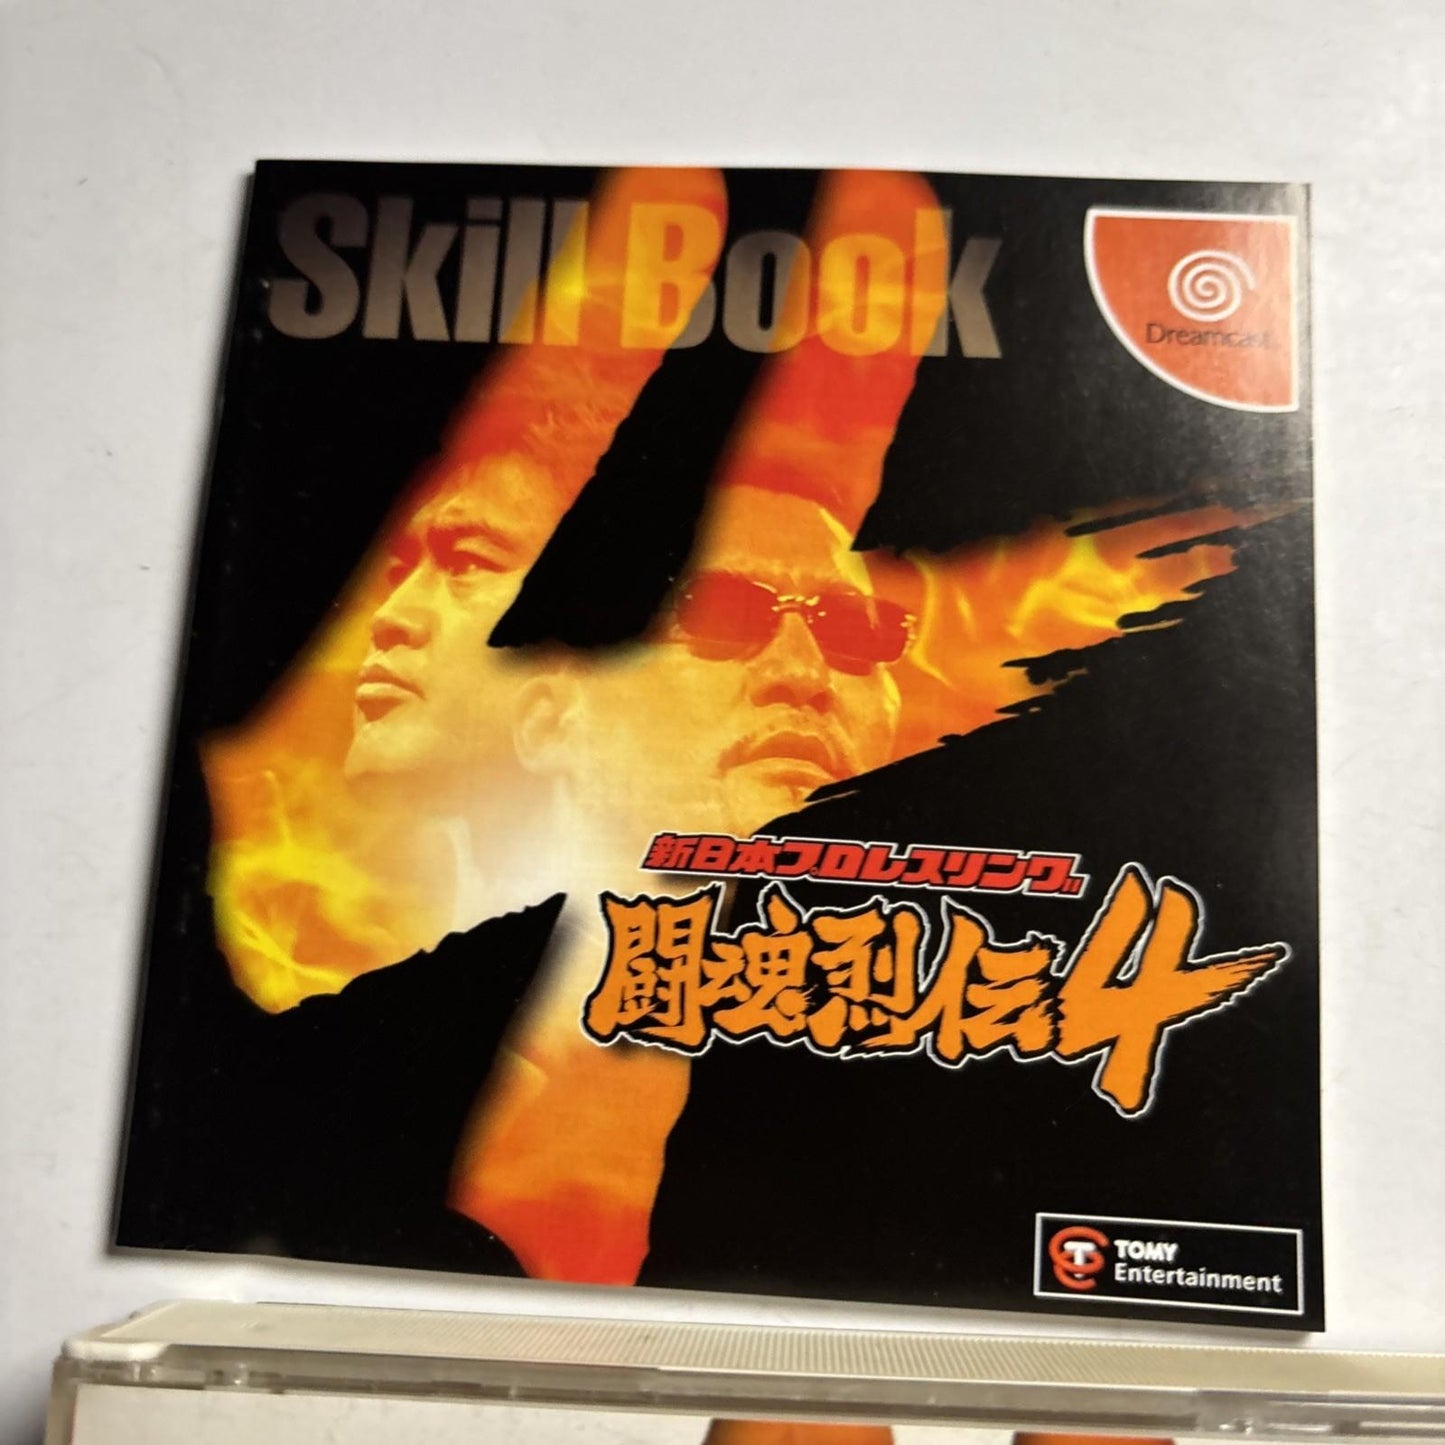 Skill Book
Dreamcast
新日本プロレスリング
闘魂烈伝4
TOMY
Entertainment